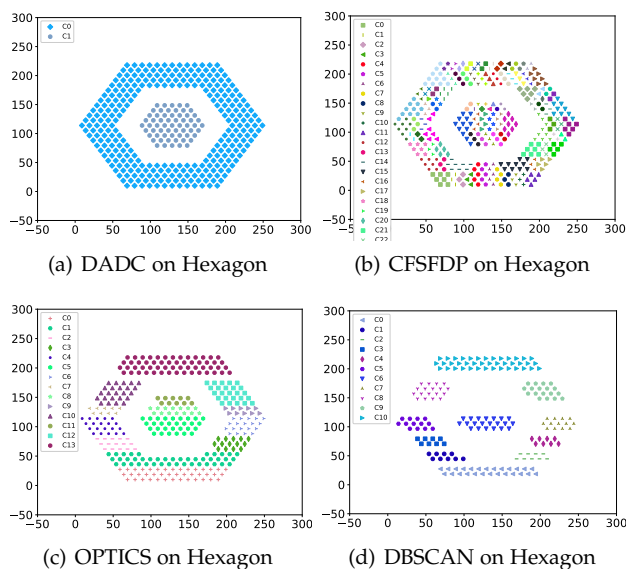 300
250
200
150
100
50
0
−50
C0
C1
−50
0
50
100
150
200
250
300
(a) DADC on Hexagon
300
250
200
150
100
50
0
−50
C0
C1
C2
C3
C4
C5
C6
C7
C8
C9
C10
C11
C12
C13
C14
C15
C16
C17
C18
C19
C20
C21
C22
−50
0
50
100
150
200
250
300
(b) CFSFDP on Hexagon
300
250
200
150
100
50
0
−50
C0
C1
C2
C3
C4
C5
C6
C7
C8
C9
C10
C11
C12
C13
−50
0
50
100
150
200
250
300
(c) OPTICS on Hexagon
300
250
200
150
100
50
0
−50
C0
C1
C2
C3
C4
C5
C6
C7
C8
C9
C10
−50
0
50
100
150
200
250
300
(d) DBSCAN on Hexagon